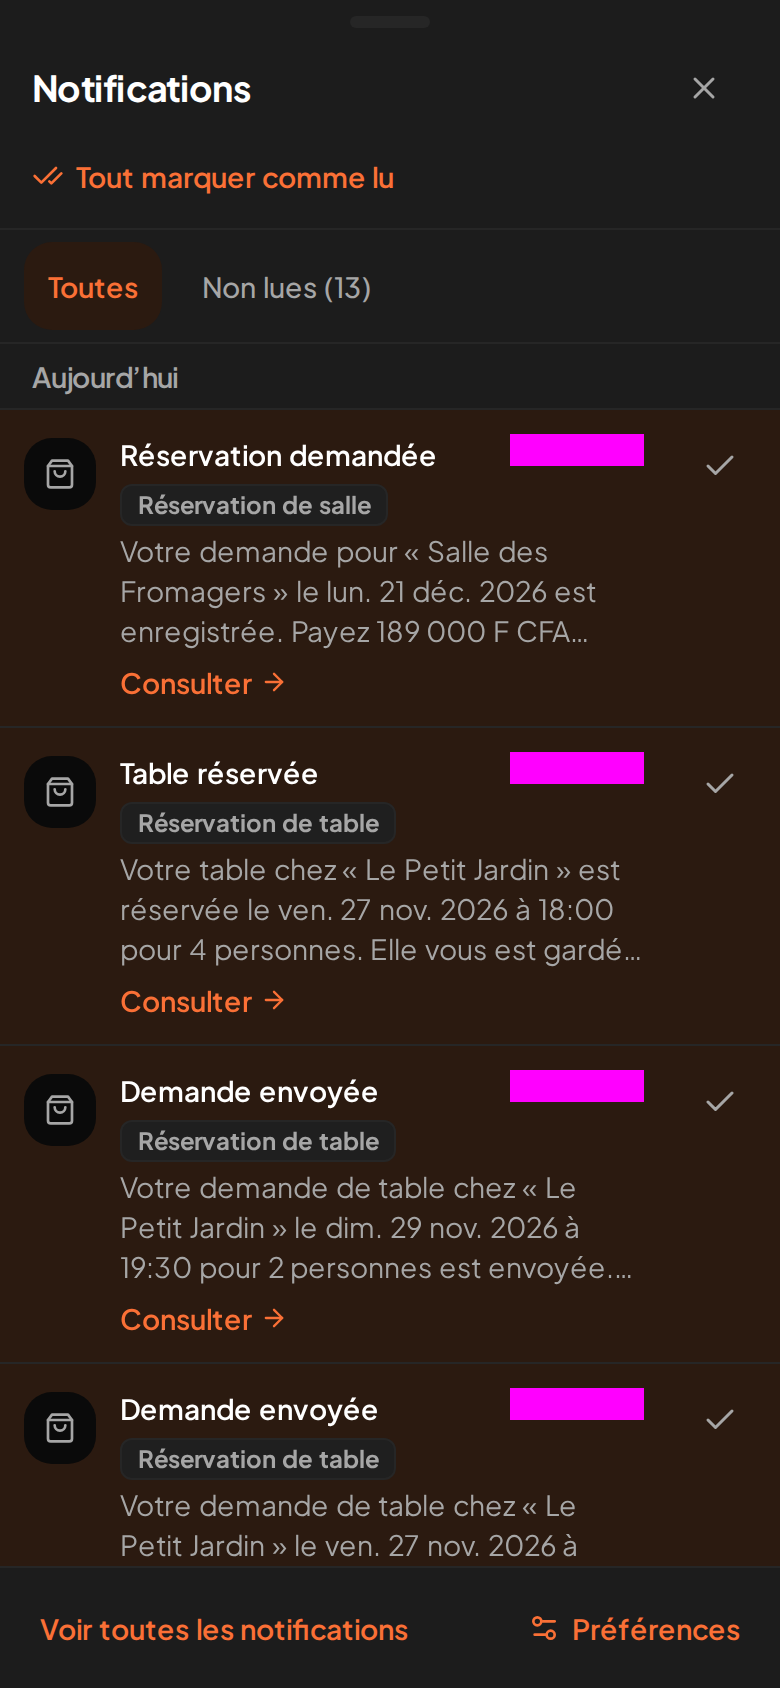 Notifications
Tout marquer comme lu
Toutes
Non lues (13)
Aujourd’hui
Réservation demandée
Réservation de salle
Votre demande pour « Salle des
Fromagers » le lun. 21 déc. 2026 est
enregistrée. Payez 189 000 F CFA…
Consulter
Table réservée
Réservation de table
Votre table chez « Le Petit Jardin » est
réservée le ven. 27 nov. 2026 à 18:00
pour 4 personnes. Elle vous est gardé…
Consulter
Demande envoyée
Réservation de table
Votre demande de table chez « Le
Petit Jardin » le dim. 29 nov. 2026 à
19:30 pour 2 personnes est envoyée.…
Consulter
Demande envoyée
Réservation de table
Votre demande de table chez « Le
Petit Jardin » le ven. 27 nov. 2026 à
Voir toutes les notifications
Préférences